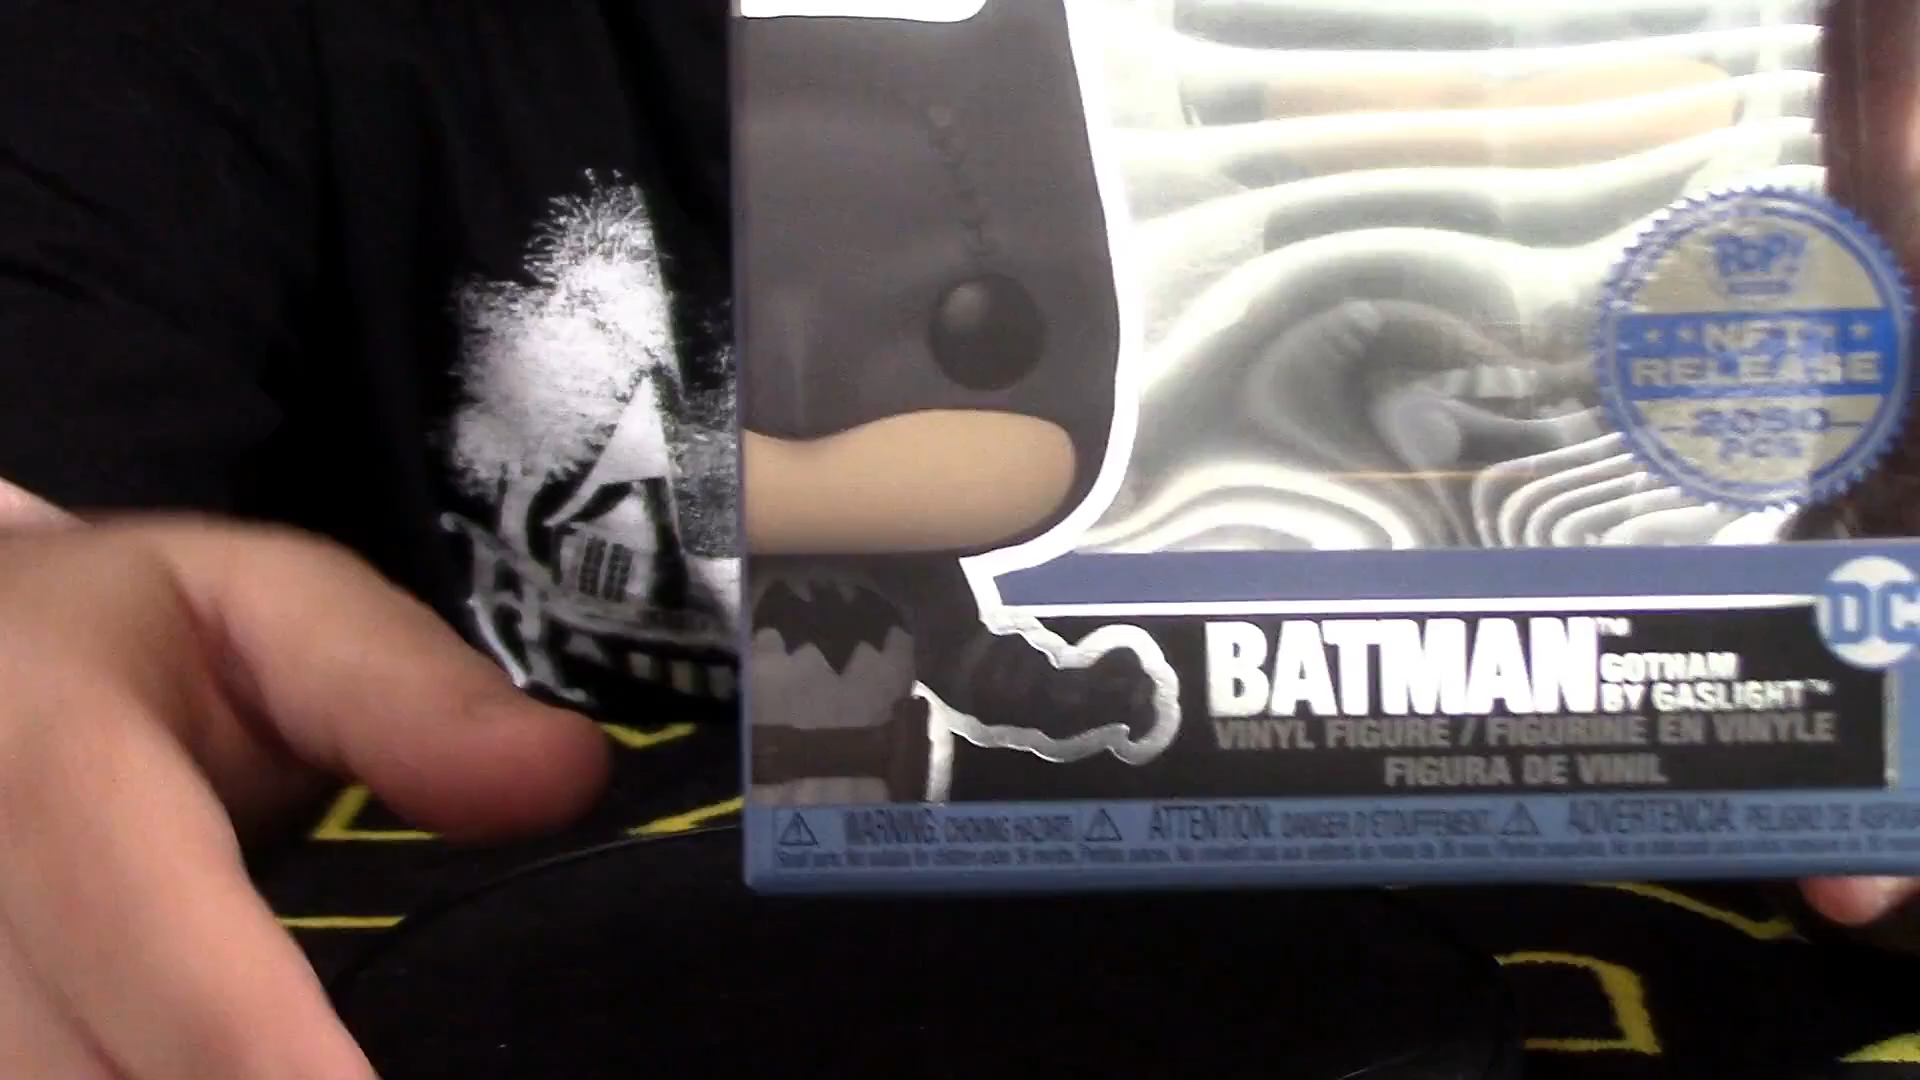 POP!
NFT
RELEASE
PCS
DC
BATMAN™
GOTHAM
BY GASLIGHT™
VINYL FIGURE / FIGURINE EN VINYLE
FIGURA DE VINIL
WARNING: CHOKING HAZARD. ATTENTION: DANGER D'ÉTOUFFEMENT. ADVERTENCIA: PELIGRO DE